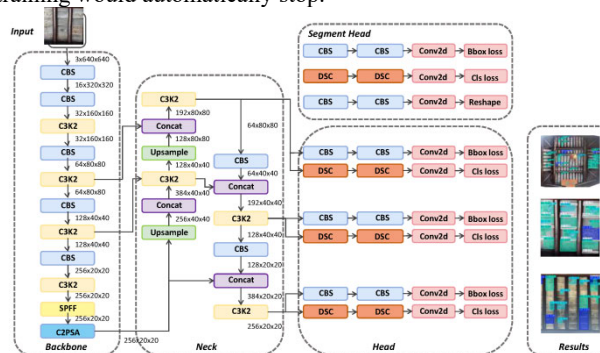 training would automatically stop.
Input
3x640x640
CBS
16x320x320
CBS
32x160x160
C3K2
32x160x160
CBS
64x80x80
C3K2
64x80x80
CBS
128x40x40
C3K2
128x40x40
CBS
256x20x20
C3K2
256x20x20
SPFF
256x20x20
C2PSA
256x20x20
Backbone
C3K2
192x80x80
Concat
128x80x80
Upsample
128x40x40
C3K2
384x40x40
Concat
256x40x40
Upsample
64x80x80
CBS
64x40x40
Concat
192x40x40
C3K2
128x40x40
CBS
128x20x20
Concat
384x20x20
C3K2
256x20x20
Neck
Segment Head
CBS CBS Conv2d Bbox loss
DSC DSC Conv2d Cls loss
CBS CBS Conv2d Reshape
CBS CBS Conv2d Bbox loss
DSC DSC Conv2d Cls loss
CBS CBS Conv2d Bbox loss
DSC DSC Conv2d Cls loss
CBS CBS Conv2d Bbox loss
DSC DSC Conv2d Cls loss
Head
Results